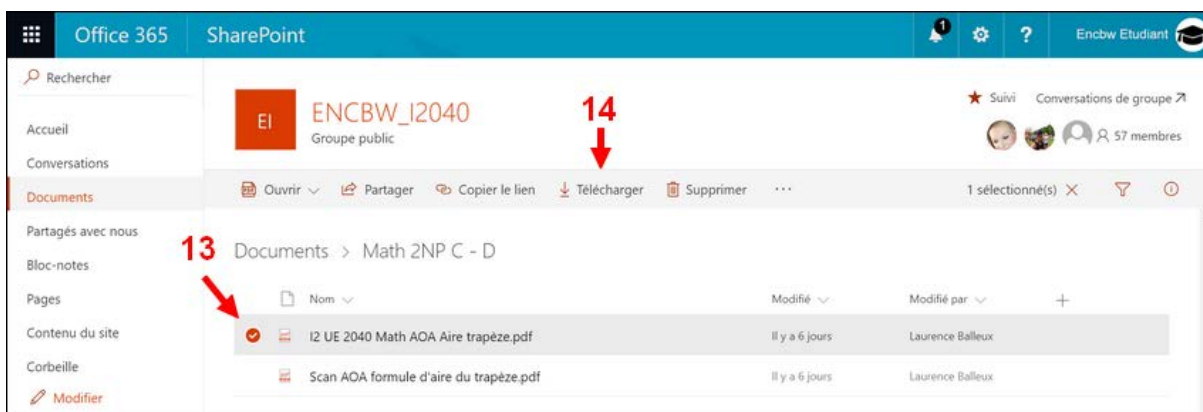 Office 365 SharePoint 1 ? Encbw Etudiant
Rechercher
Accueil
Conversations
Documents
Partagés avec nous
Bloc-notes
Pages
Contenu du site
Corbeille
Modifier
EI
ENCBW_I2040
Groupe public
14
Suivi Conversations de groupe
57 membres
Ouvrir Partager Copier le lien Télécharger Supprimer ... 1 sélectionné(s)
13
Documents > Math 2NP C - D
Nom Modifié Modifié par +
I2 UE 2040 Math AOA Aire trapèze.pdf Il y a 6 jours Laurence Balleux
Scan AOA formule d'aire du trapèze.pdf Il y a 6 jours Laurence Balleux